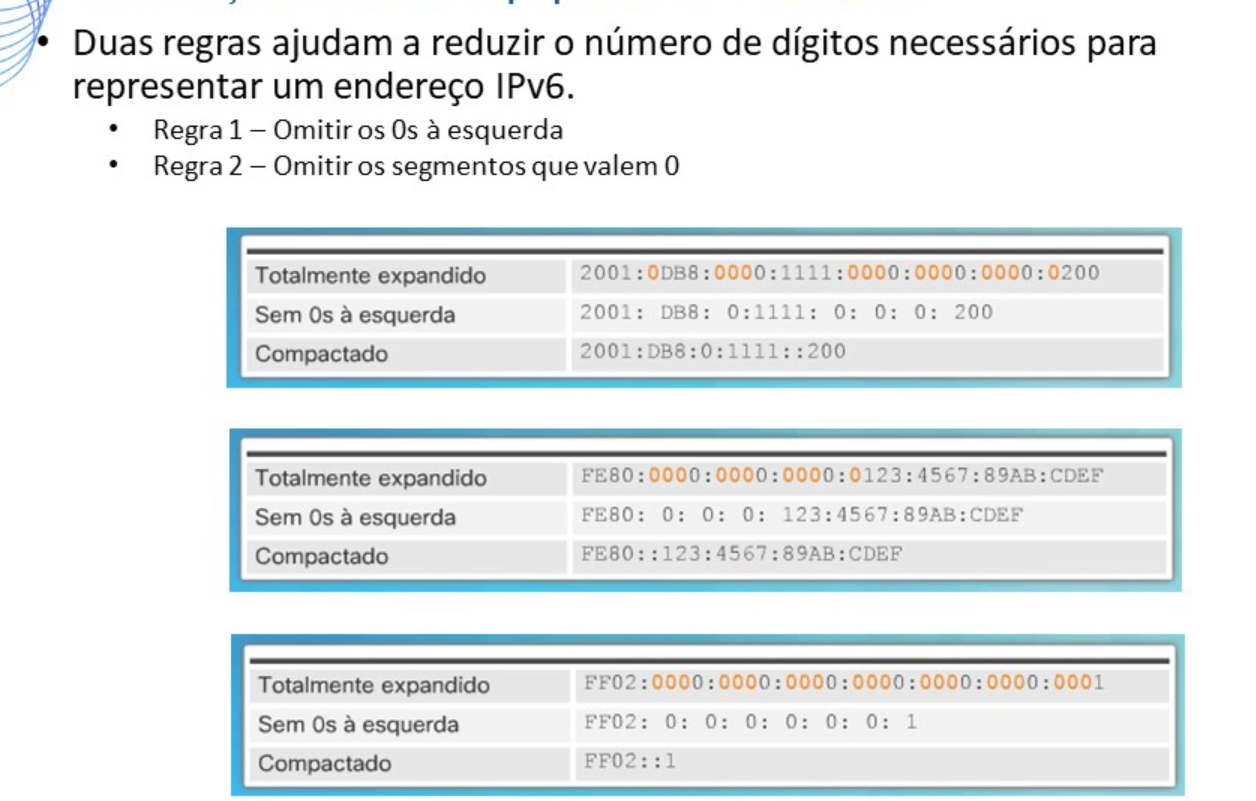 • Duas regras ajudam a reduzir o número de dígitos necessários para
representar um endereço IPv6.
• Regra 1 – Omitir os 0s à esquerda
• Regra 2 – Omitir os segmentos que valem 0
Totalmente expandido 2001:0DB8:0000:1111:0000:0000:0000:0200
Sem 0s à esquerda 2001: DB8: 0:1111: 0: 0: 0: 200
Compactado 2001:DB8:0:1111::200
Totalmente expandido FE80:0000:0000:0000:0123:4567:89AB:CDEF
Sem 0s à esquerda FE80: 0: 0: 0: 123:4567:89AB:CDEF
Compactado FE80::123:4567:89AB:CDEF
Totalmente expandido FF02:0000:0000:0000:0000:0000:0000:0001
Sem 0s à esquerda FF02: 0: 0: 0: 0: 0: 0: 1
Compactado FF02::1